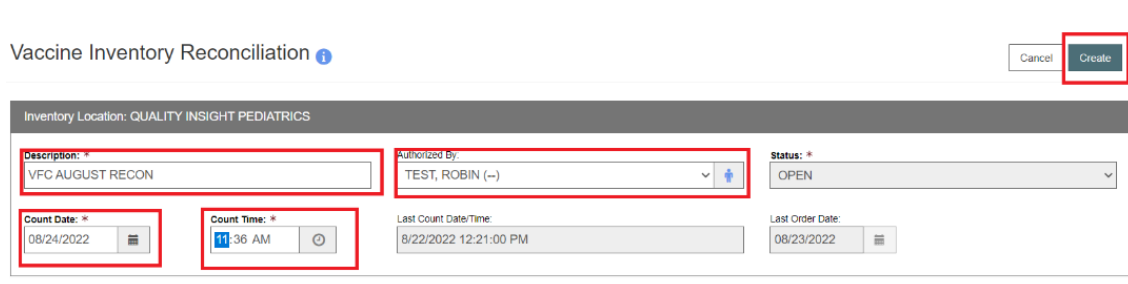 Vaccine Inventory Reconciliation i
Cancel Create
Inventory Location: QUALITY INSIGHT PEDIATRICS
Description: * Authorized By: Status: *
VFC AUGUST RECON TEST, ROBIN (--) OPEN
Count Date: * Count Time: * Last Count Date/Time: Last Order Date:
08/24/2022 11:36 AM 8/22/2022 12:21:00 PM 08/23/2022